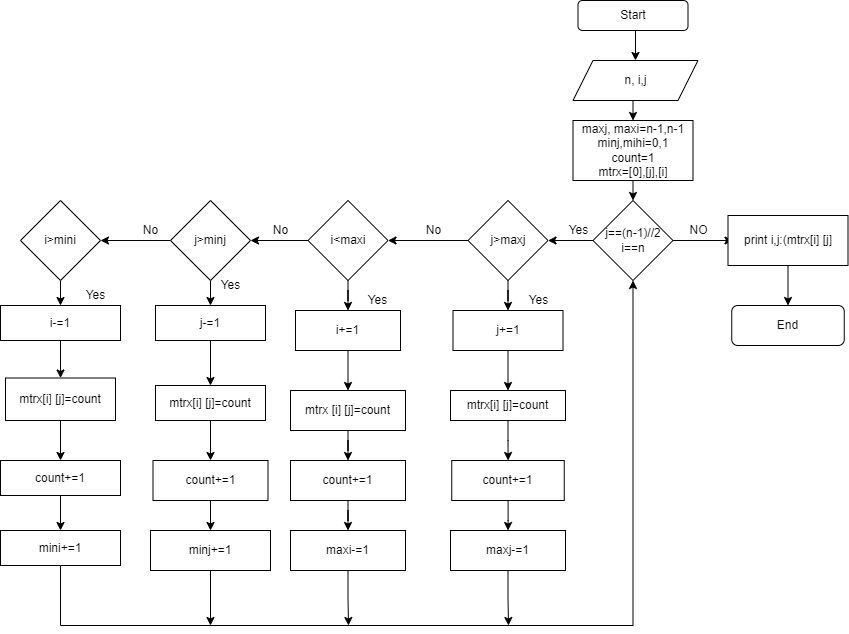 Start
n, i,j
maxj, maxi=n-1,n-1
minj,mihi=0,1
count=1
mtrx=[0],[j],[i]
j==(n-1)//2
i==n
Yes
NO
print i,j:(mtrx[i] [j]
End
j>maxj
No
i<maxi
No
j>minj
No
i>mini
Yes
Yes
Yes
Yes
i-=1
j-=1
i+=1
j+=1
mtrx[i] [j]=count
mtrx[i] [j]=count
mtrx [i] [j]=count
mtrx[i] [j]=count
count+=1
count+=1
count+=1
count+=1
mini+=1
minj+=1
maxi-=1
maxj-=1